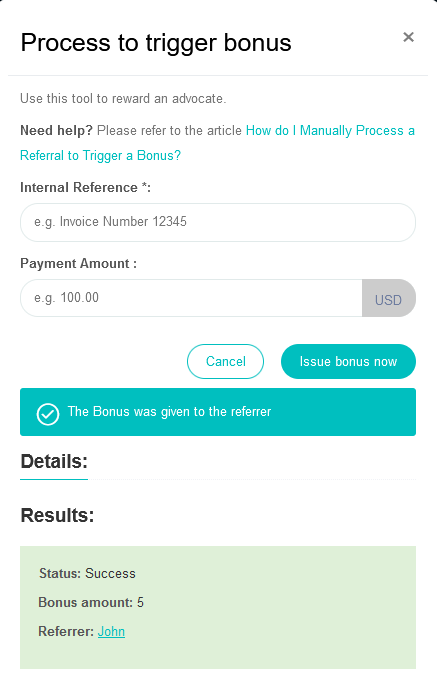 Process to trigger bonus
×
Use this tool to reward an advocate.
Need help? Please refer to the article How do I Manually Process a
Referral to Trigger a Bonus?
Internal Reference *:
e.g. Invoice Number 12345
Payment Amount :
e.g. 100.00
USD
Cancel
Issue bonus now
The Bonus was given to the referrer
Details:
Results:
Status: Success
Bonus amount: 5
Referrer: John